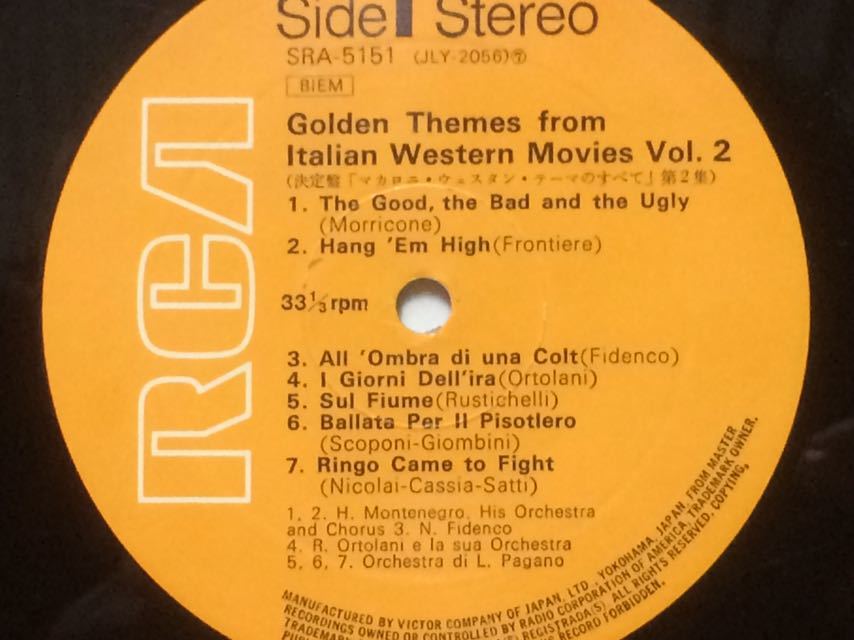 Side 1 Stereo
SRA-5151 (JLY-2056)
BIEM
Golden Themes from
Italian Western Movies Vol. 2
(決定盤「マカロニ・ウェスタン・テーマのすべて」第2集)
1. The Good, the Bad and the Ugly
(Morricone)
2. Hang 'Em High(Frontiere)
33⅓rpm
3. All 'Ombra di una Colt(Fidenco)
4. I Giorni Dell'ira(Ortolani)
5. Sul Fiume(Rustichelli)
6. Ballata Per Il Pisotlero
(Scoponi-Giombini)
7. Ringo Came to Fight
(Nicolai-Cassia-Satti)
1. 2. H. Montenegro. His Orchestra
and Chorus 3. N. Fidenco
4. R. Ortolani e la sua Orchestra
5. 6. 7. Orchestra di L. Pagano
RCA
MANUFACTURED BY VICTOR COMPANY OF JAPAN, LTD., YOKOHAMA, JAPAN, FROM MASTER
RECORDINGS OWNED OR CONTROLLED BY RADIO CORPORATION OF AMERICA, TRADEMARK OWNER.
TRADEMARK REGISTRADA(S) ALL RIGHTS RESERVED. COPYING,
RECORD FORBIDDEN.